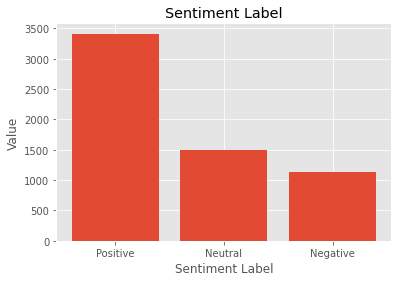 Sentiment Label
3500
3000
2500
2000
1500
1000
500
0
Value
Positive Neutral Negative
Sentiment Label